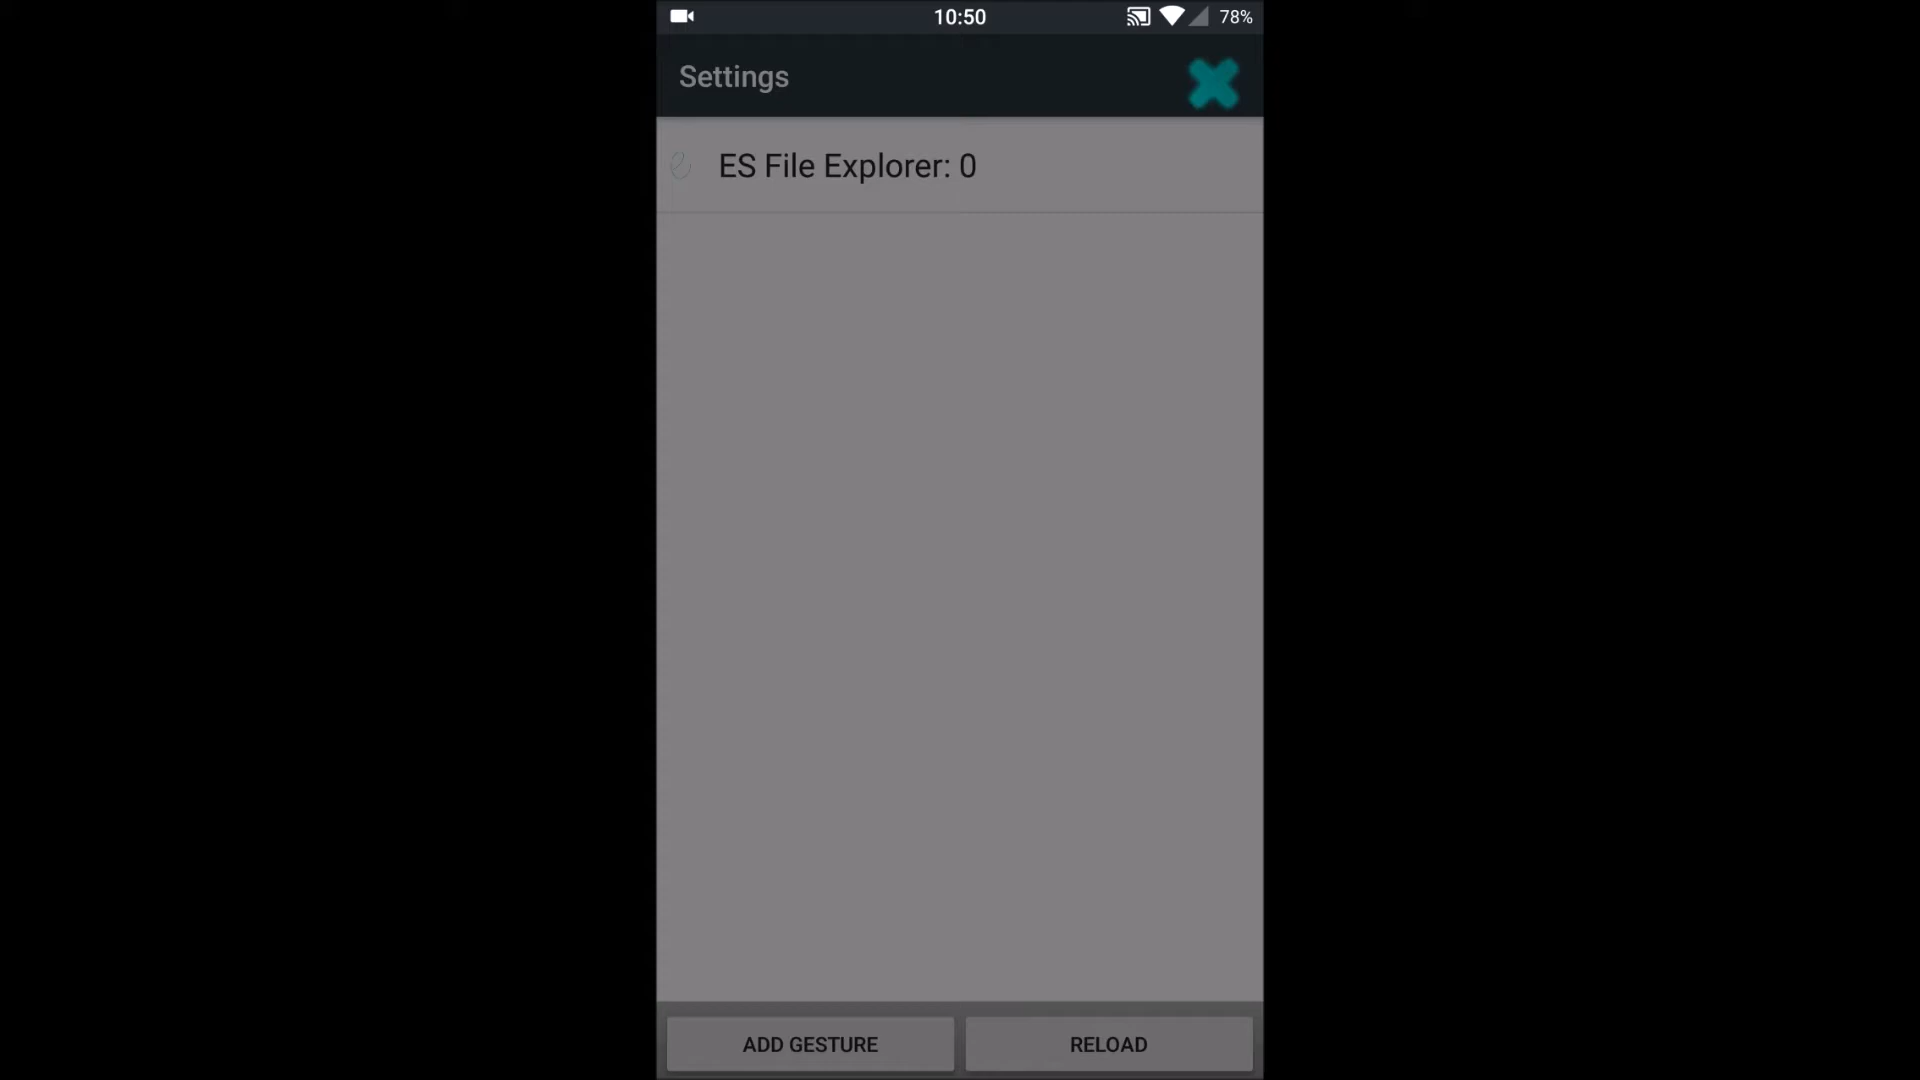 10:50
78%
Settings
ES File Explorer: 0
ADD GESTURE
RELOAD